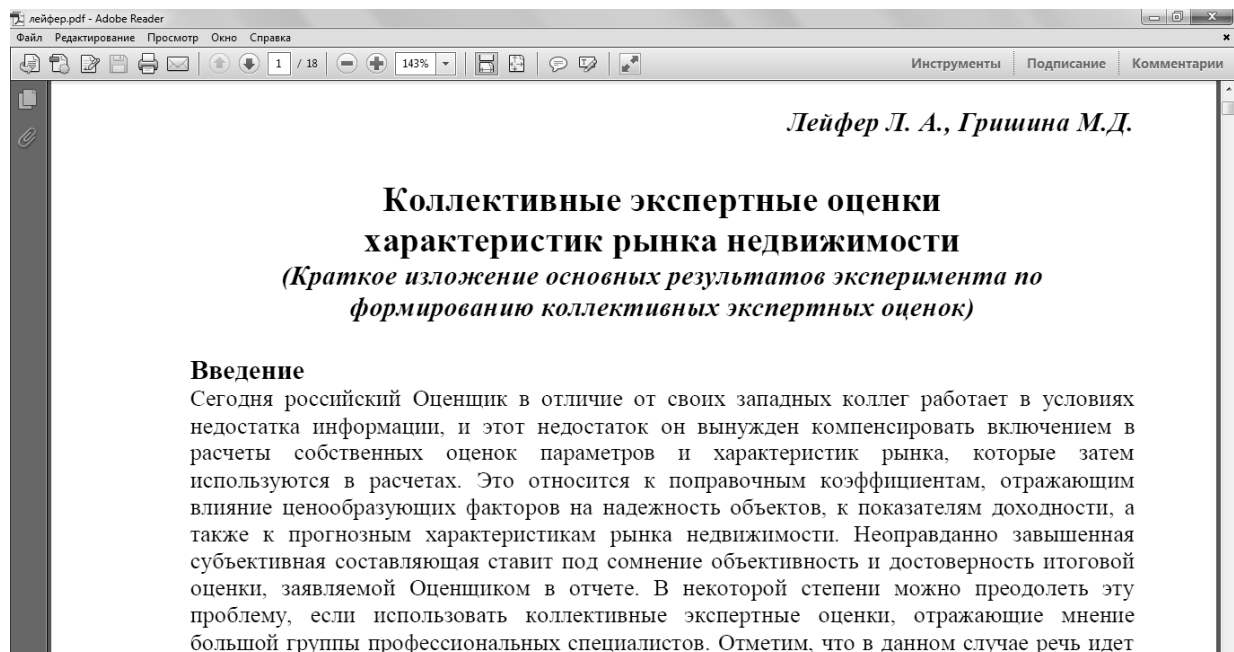 лейфер.pdf - Adobe Reader
Файл Редактирование Просмотр Окно Справка
1 / 18 143% Инструменты Подписание Комментарии
Лейфер Л. А., Гришина М.Д.
Коллективные экспертные оценки
характеристик рынка недвижимости
(Краткое изложение основных результатов эксперимента по
формированию коллективных экспертных оценок)
Введение
Сегодня российский Оценщик в отличие от своих западных коллег работает в условиях
недостатка информации, и этот недостаток он вынужден компенсировать включением в
расчеты собственных оценок параметров и характеристик рынка, которые затем
используются в расчетах. Это относится к поправочным коэффициентам, отражающим
влияние ценообразующих факторов на надежность объектов, к показателям доходности, а
также к прогнозным характеристикам рынка недвижимости. Неоправданно завышенная
субъективная составляющая ставит под сомнение объективность и достоверность итоговой
оценки, заявляемой Оценщиком в отчете. В некоторой степени можно преодолеть эту
проблему, если использовать коллективные экспертные оценки, отражающие мнение
большой группы профессиональных специалистов. Отметим, что в данном случае речь идет